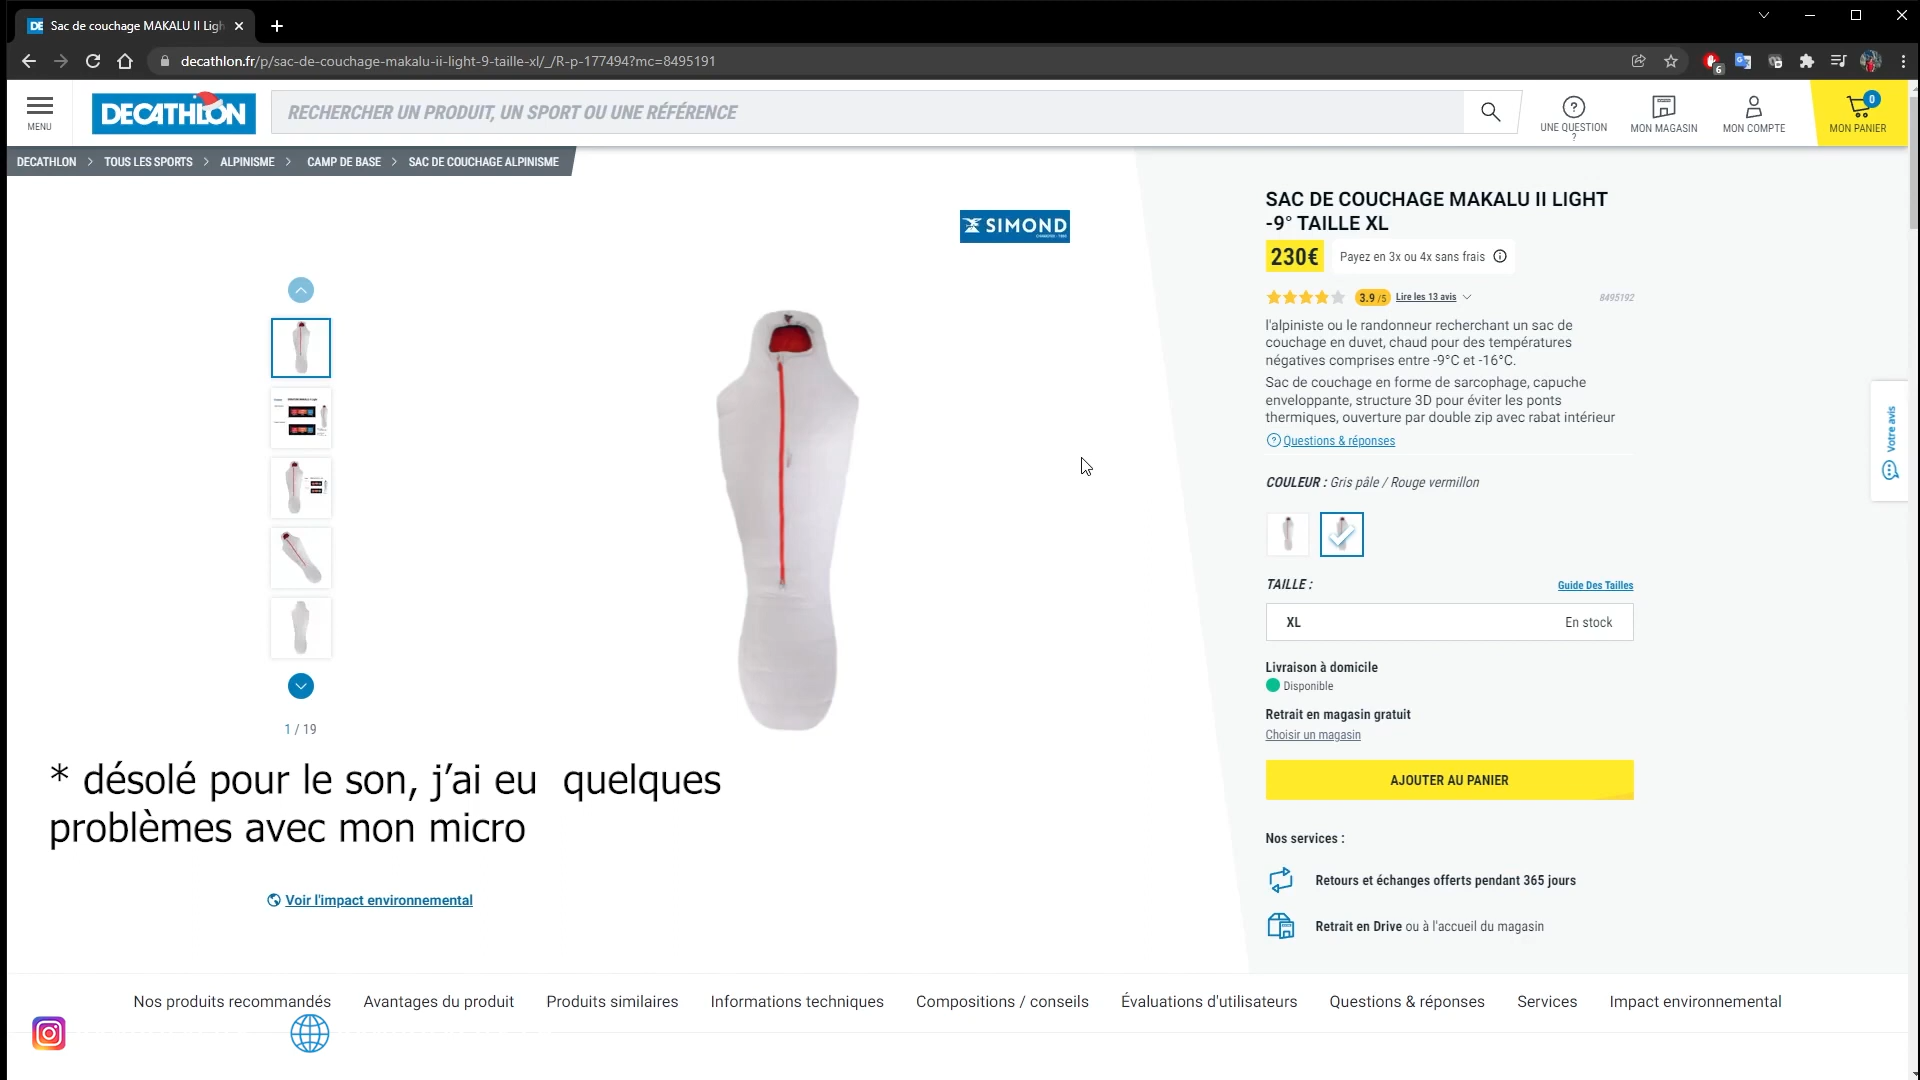 Sac de couchage MAKALU II Ligh
decathlon.fr/p/sac-de-couchage-makalu-ii-light-9-taille-xl/_/R-p-177494?mc=8495191
6
MENU
DECATHLON
RECHERCHER UN PRODUIT, UN SPORT OU UNE RÉFÉRENCE
UNE QUESTION ?
MON MAGASIN
MON COMPTE
0
MON PANIER
DECATHLON > TOUS LES SPORTS > ALPINISME > CAMP DE BASE > SAC DE COUCHAGE ALPINISME
SIMOND
SAC DE COUCHAGE MAKALU II LIGHT
-9° TAILLE XL
230€ Payez en 3x ou 4x sans frais
3.9 /5 Lire les 13 avis 8495192
l'alpiniste ou le randonneur recherchant un sac de
couchage en duvet, chaud pour des températures
négatives comprises entre -9°C et -16°C.
Sac de couchage en forme de sarcophage, capuche
enveloppante, structure 3D pour éviter les ponts
thermiques, ouverture par double zip avec rabat intérieur
Questions & réponses
Votre avis
COULEUR : Gris pâle / Rouge vermillon
TAILLE : Guide Des Tailles
XL En stock
Livraison à domicile
Disponible
Retrait en magasin gratuit
Choisir un magasin
AJOUTER AU PANIER
Nos services :
Retours et échanges offerts pendant 365 jours
Retrait en Drive ou à l'accueil du magasin
1 / 19
* désolé pour le son, j'ai eu quelques
problèmes avec mon micro
Voir l'impact environnemental
Nos produits recommandés Avantages du produit Produits similaires Informations techniques Compositions / conseils Évaluations d'utilisateurs Questions & réponses Services Impact environnemental